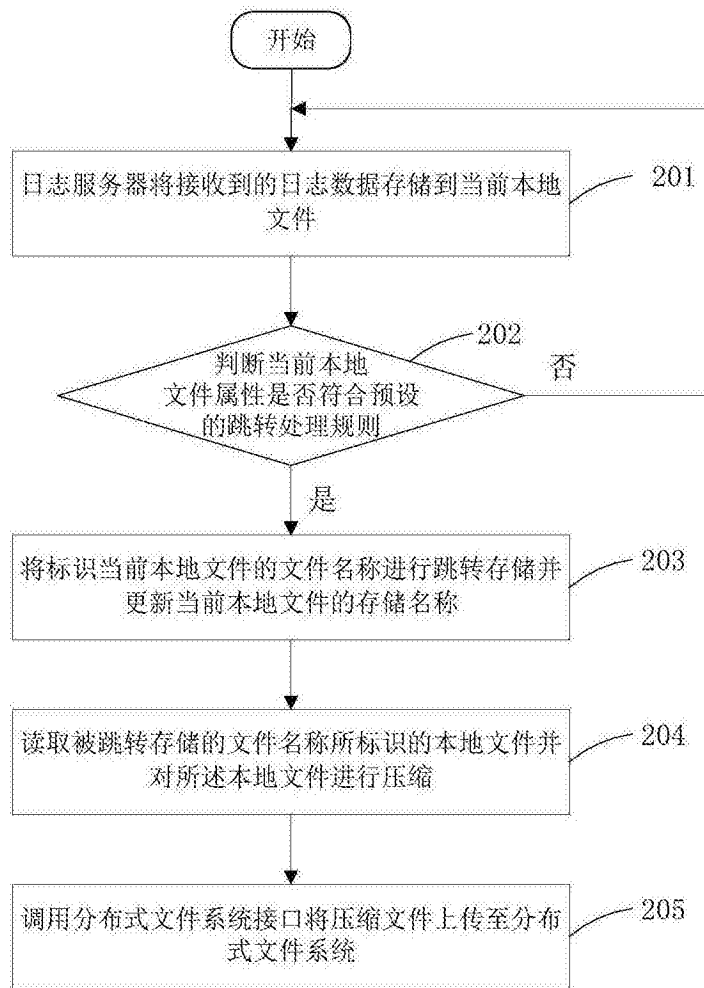 开始
日志服务器将接收到的日志数据存储到当前本地
文件
201
202
判断当前本地
文件属性是否符合预设
的跳转处理规则
否
是
将标识当前本地文件的文件名称进行跳转存储并
更新当前本地文件的存储名称
203
读取被跳转存储的文件名称所标识的本地文件并
对所述本地文件进行压缩
204
调用分布式文件系统接口将压缩文件上传至分布
式文件系统
205